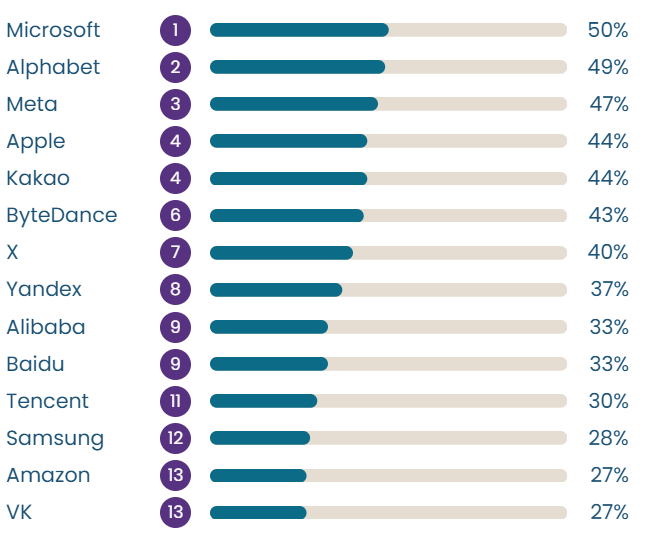 Microsoft 1 50%
Alphabet 2 49%
Meta 3 47%
Apple 4 44%
Kakao 4 44%
ByteDance 6 43%
X 7 40%
Yandex 8 37%
Alibaba 9 33%
Baidu 9 33%
Tencent 11 30%
Samsung 12 28%
Amazon 13 27%
VK 13 27%